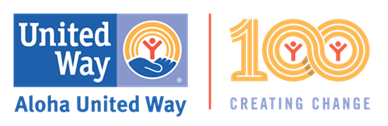 United
Way
®
Aloha United Way
100
CREATING CHANGE